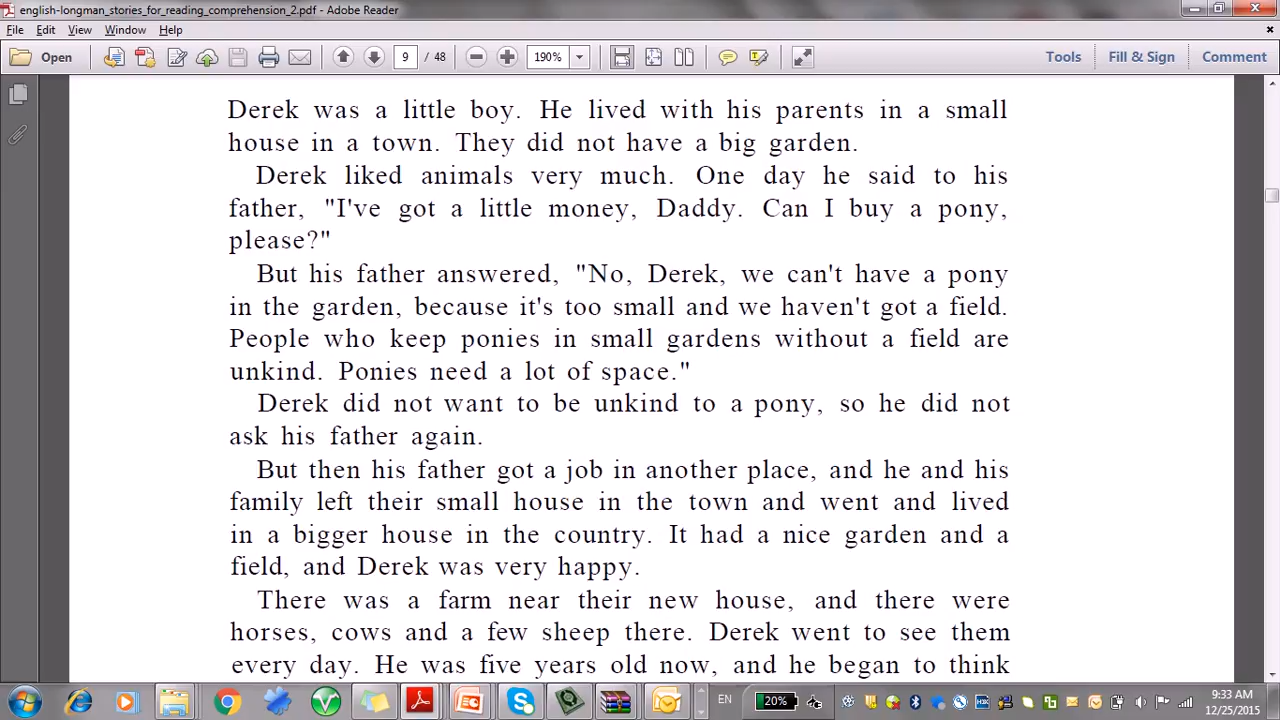 english-longman_stories_for_reading_comprehension_2.pdf - Adobe Reader
File Edit View Window Help
Open 9 / 48 190% Tools Fill & Sign Comment
Derek was a little boy. He lived with his parents in a small
house in a town. They did not have a big garden.
Derek liked animals very much. One day he said to his
father, "I've got a little money, Daddy. Can I buy a pony,
please?"
But his father answered, "No, Derek, we can't have a pony
in the garden, because it's too small and we haven't got a field.
People who keep ponies in small gardens without a field are
unkind. Ponies need a lot of space."
Derek did not want to be unkind to a pony, so he did not
ask his father again.
But then his father got a job in another place, and he and his
family left their small house in the town and went and lived
in a bigger house in the country. It had a nice garden and a
field, and Derek was very happy.
There was a farm near their new house, and there were
horses, cows and a few sheep there. Derek went to see them
every day. He was five years old now, and he began to think
EN 20% 9:33 AM
12/25/2015